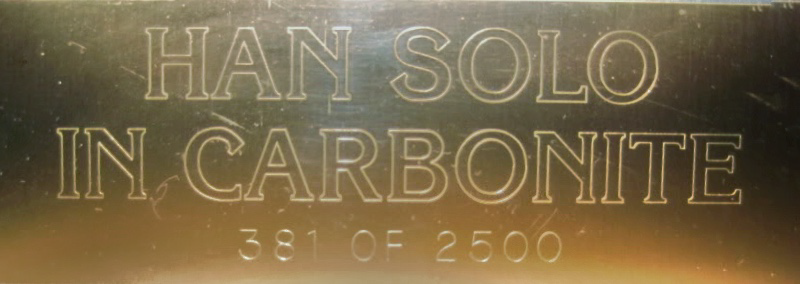 HAN SOLO
IN CARBONITE
381 OF 2500